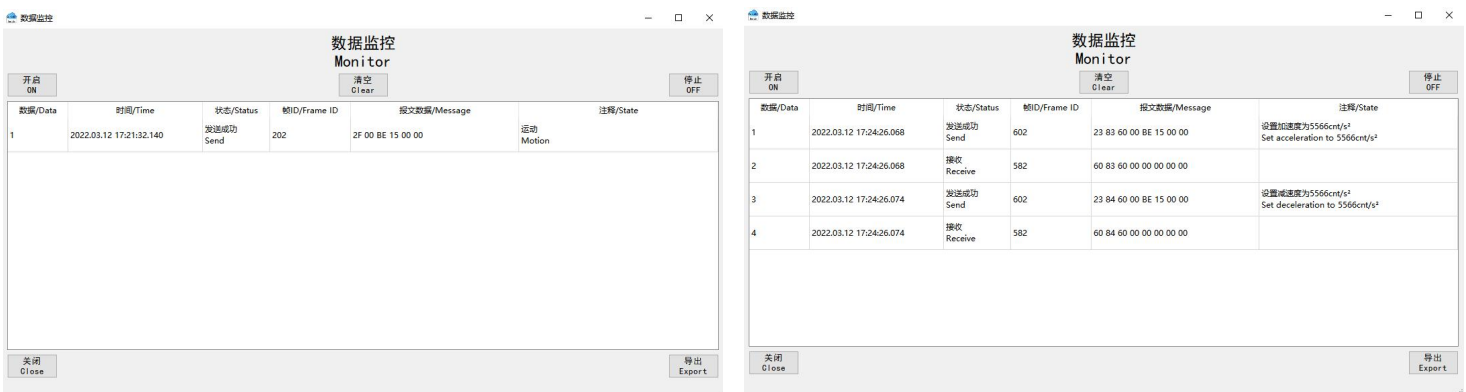 数据监控
数据监控
Monitor
开启
ON
清空
Clear
停止
OFF
数据/Data 时间/Time 状态/Status 帧ID/Frame ID 报文数据/Message 注释/State
1 2022.03.12 17:21:32.140 发送成功 202 2F 00 BE 15 00 00 运动
Send Motion
关闭
Close
导出
Export
数据监控
数据监控
Monitor
开启
ON
清空
Clear
停止
OFF
数据/Data 时间/Time 状态/Status 帧ID/Frame ID 报文数据/Message 注释/State
1 2022.03.12 17:24:26.068 发送成功 602 23 83 60 00 BE 15 00 00 设置加速度为5566cnt/s²
Send Set acceleration to 5566cnt/s²
2 2022.03.12 17:24:26.068 接收 582 60 83 60 00 00 00 00 00
Receive
3 2022.03.12 17:24:26.074 发送成功 602 23 84 60 00 BE 15 00 00 设置减速度为5566cnt/s²
Send Set deceleration to 5566cnt/s²
4 2022.03.12 17:24:26.074 接收 582 60 84 60 00 00 00 00 00
Receive
关闭
Close
导出
Export